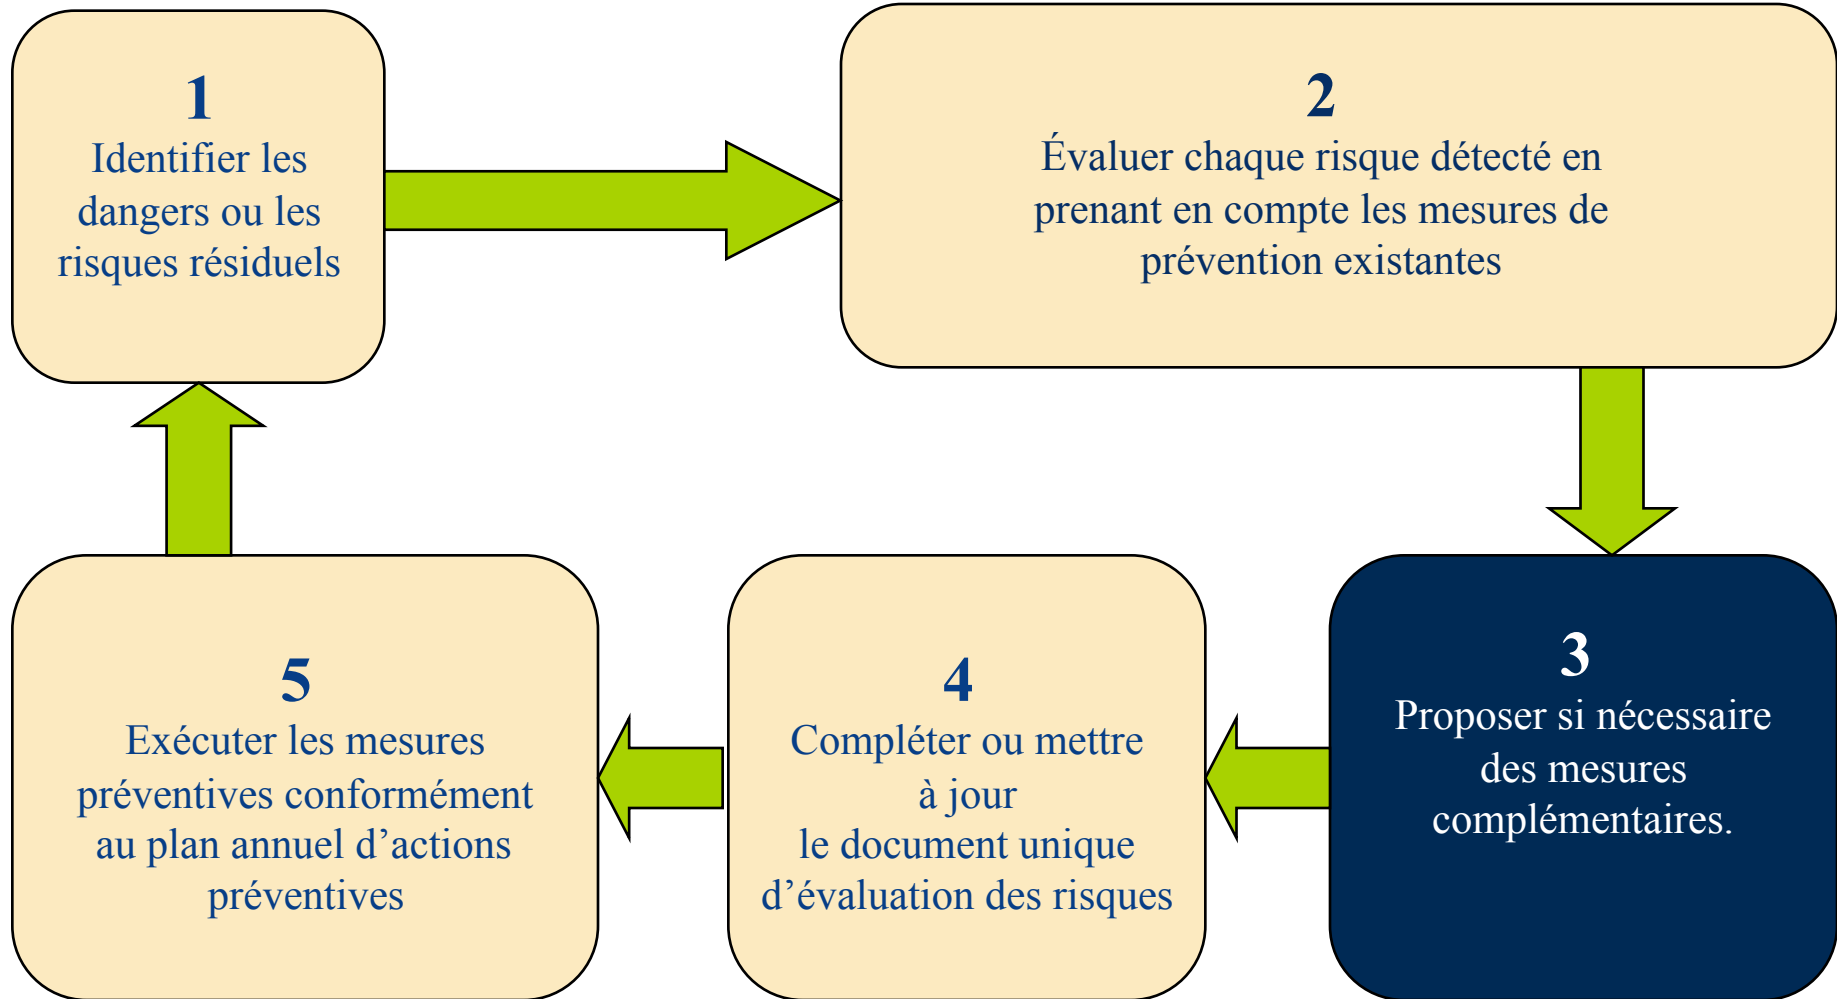 1
Identifier les
dangers ou les
risques résiduels
2
Évaluer chaque risque détecté en
prenant en compte les mesures de
prévention existantes
3
Proposer si nécessaire
des mesures
complémentaires.
4
Compléter ou mettre
à jour
le document unique
d’évaluation des risques
5
Exécuter les mesures
préventives conformément
au plan annuel d’actions
préventives